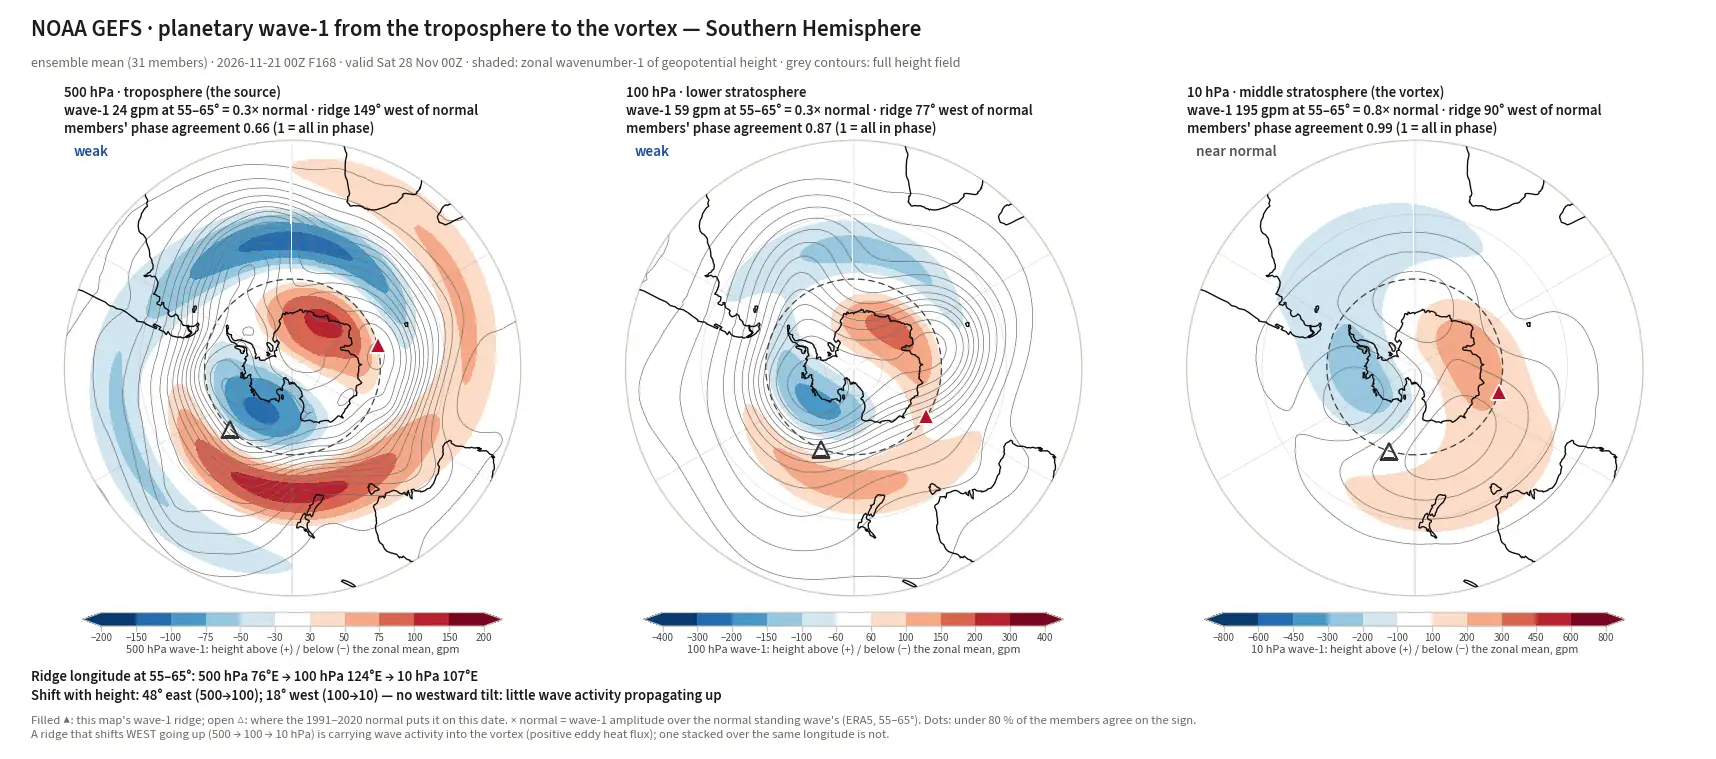 NOAA GEFS · planetary wave-1 from the troposphere to the vortex — Southern Hemisphere
ensemble mean (31 members) · 2026-11-21 00Z F168 · valid Sat 28 Nov 00Z · shaded: zonal wavenumber-1 of geopotential height · grey contours: full height field
500 hPa · troposphere (the source)
wave-1 24 gpm at 55–65° = 0.3× normal · ridge 149° west of normal
members' phase agreement 0.66 (1 = all in phase)
weak
100 hPa · lower stratosphere
wave-1 59 gpm at 55–65° = 0.3× normal · ridge 77° west of normal
members' phase agreement 0.87 (1 = all in phase)
weak
10 hPa · middle stratosphere (the vortex)
wave-1 195 gpm at 55–65° = 0.8× normal · ridge 90° west of normal
members' phase agreement 0.99 (1 = all in phase)
near normal
−200 −150 −100 −75 −50 −30 30 50 75 100 150 200
500 hPa wave-1: height above (+) / below (−) the zonal mean, gpm
−400 −300 −200 −150 −100 −60 60 100 150 200 300 400
100 hPa wave-1: height above (+) / below (−) the zonal mean, gpm
−800 −600 −450 −300 −200 −100 100 200 300 450 600 800
10 hPa wave-1: height above (+) / below (−) the zonal mean, gpm
Ridge longitude at 55–65°: 500 hPa 76°E → 100 hPa 124°E → 10 hPa 107°E
Shift with height: 48° east (500→100); 18° west (100→10) — no westward tilt: little wave activity propagating up
Filled ▲: this map's wave-1 ridge; open △: where the 1991–2020 normal puts it on this date. × normal = wave-1 amplitude over the normal standing wave's (ERA5, 55–65°). Dots: under 80 % of the members agree on the sign.
A ridge that shifts WEST going up (500 → 100 → 10 hPa) is carrying wave activity into the vortex (positive eddy heat flux); one stacked over the same longitude is not.